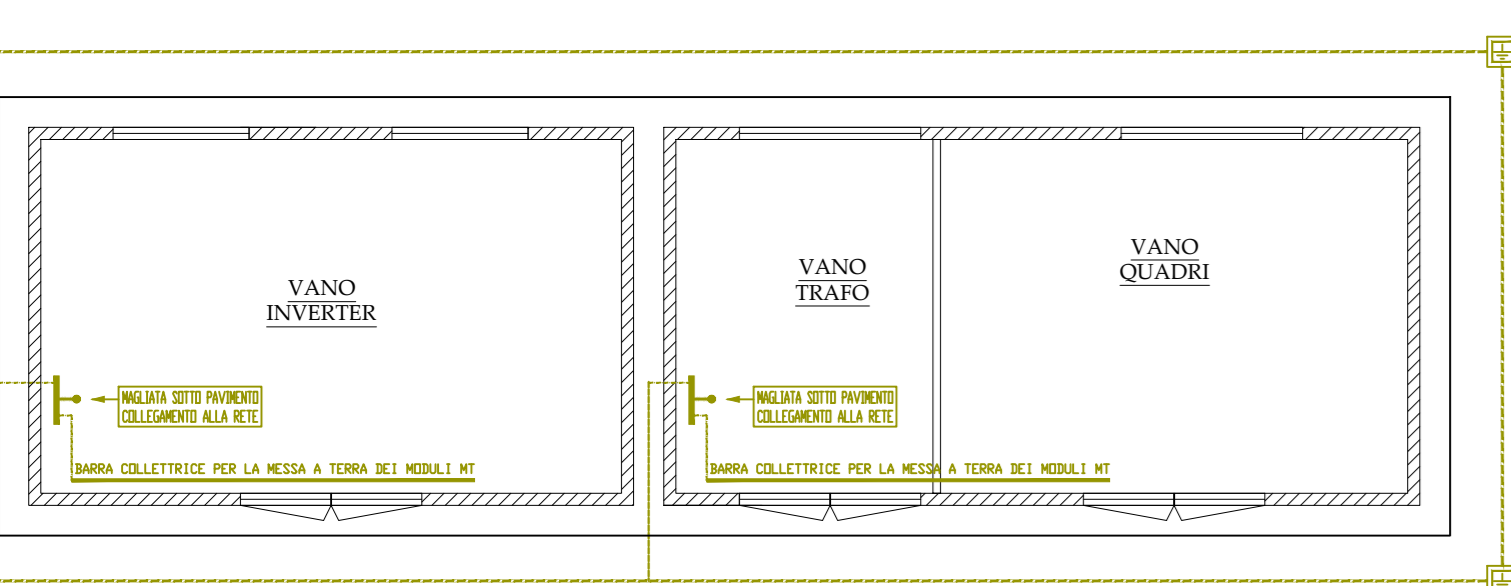 VANO
INVERTER
VANO
TRAFO
VANO
QUADRI
MAGLIATA SOTTO PAVIMENTO
COLLEGAMENTO ALLA RETE
BARRA COLLETTRICE PER LA MESSA A TERRA DEI MODULI MT
MAGLIATA SOTTO PAVIMENTO
COLLEGAMENTO ALLA RETE
BARRA COLLETTRICE PER LA MESSA A TERRA DEI MODULI MT